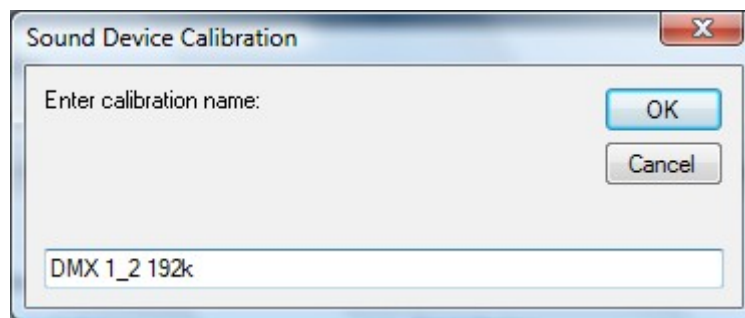 Sound Device Calibration
Enter calibration name:
OK
Cancel
DMX 1_2 192k